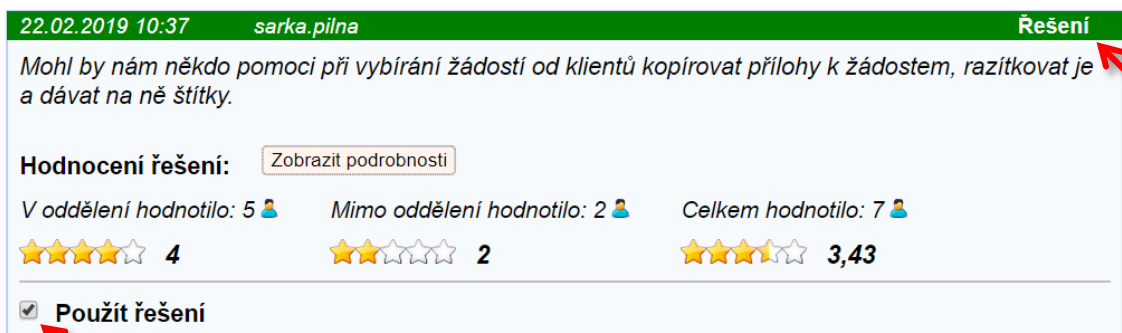 22.02.2019 10:37 sarka.pilna Řešení
Mohl by nám někdo pomoci při vybírání žádostí od klientů kopírovat přílohy k žádostem, razítkovat je
a dávat na ně štítky.
Hodnocení řešení: Zobrazit podrobnosti
V oddělení hodnotilo: 5 Mimo oddělení hodnotilo: 2 Celkem hodnotilo: 7
4 2 3,43
Použít řešení